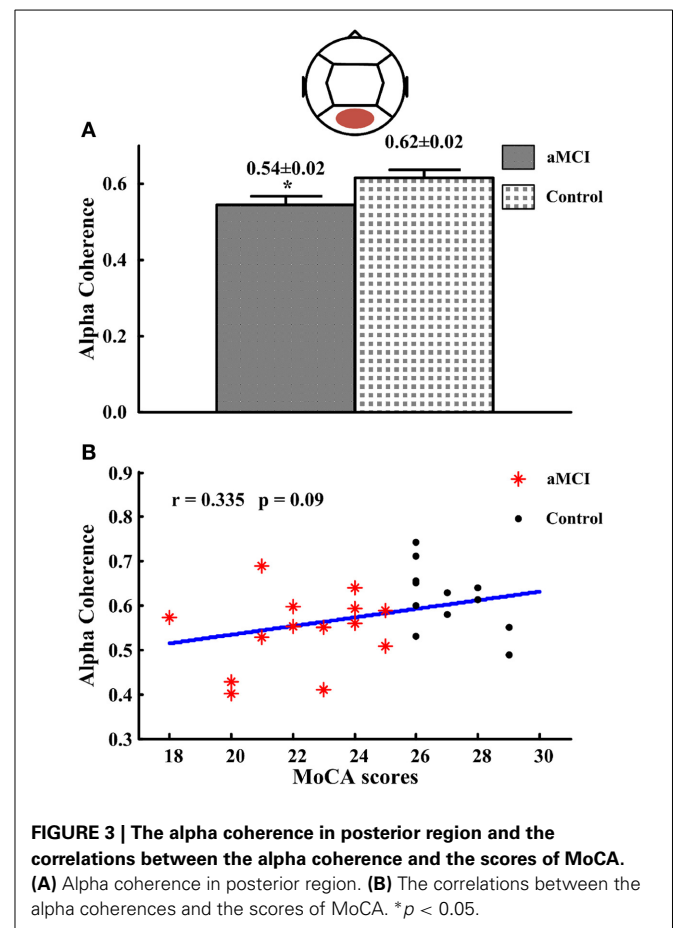 A
0.62±0.02
0.54±0.02
*
aMCI
Control
Alpha Coherence
0.6
0.4
0.2
0.0
B
0.9
0.8
0.7
0.6
0.5
0.4
0.3
r = 0.335 p = 0.09
aMCI
Control
Alpha Coherence
18 20 22 24 26 28 30
MoCA scores
FIGURE 3 | The alpha coherence in posterior region and the
correlations between the alpha coherence and the scores of MoCA.
(A) Alpha coherence in posterior region. (B) The correlations between the
alpha coherences and the scores of MoCA. *p < 0.05.